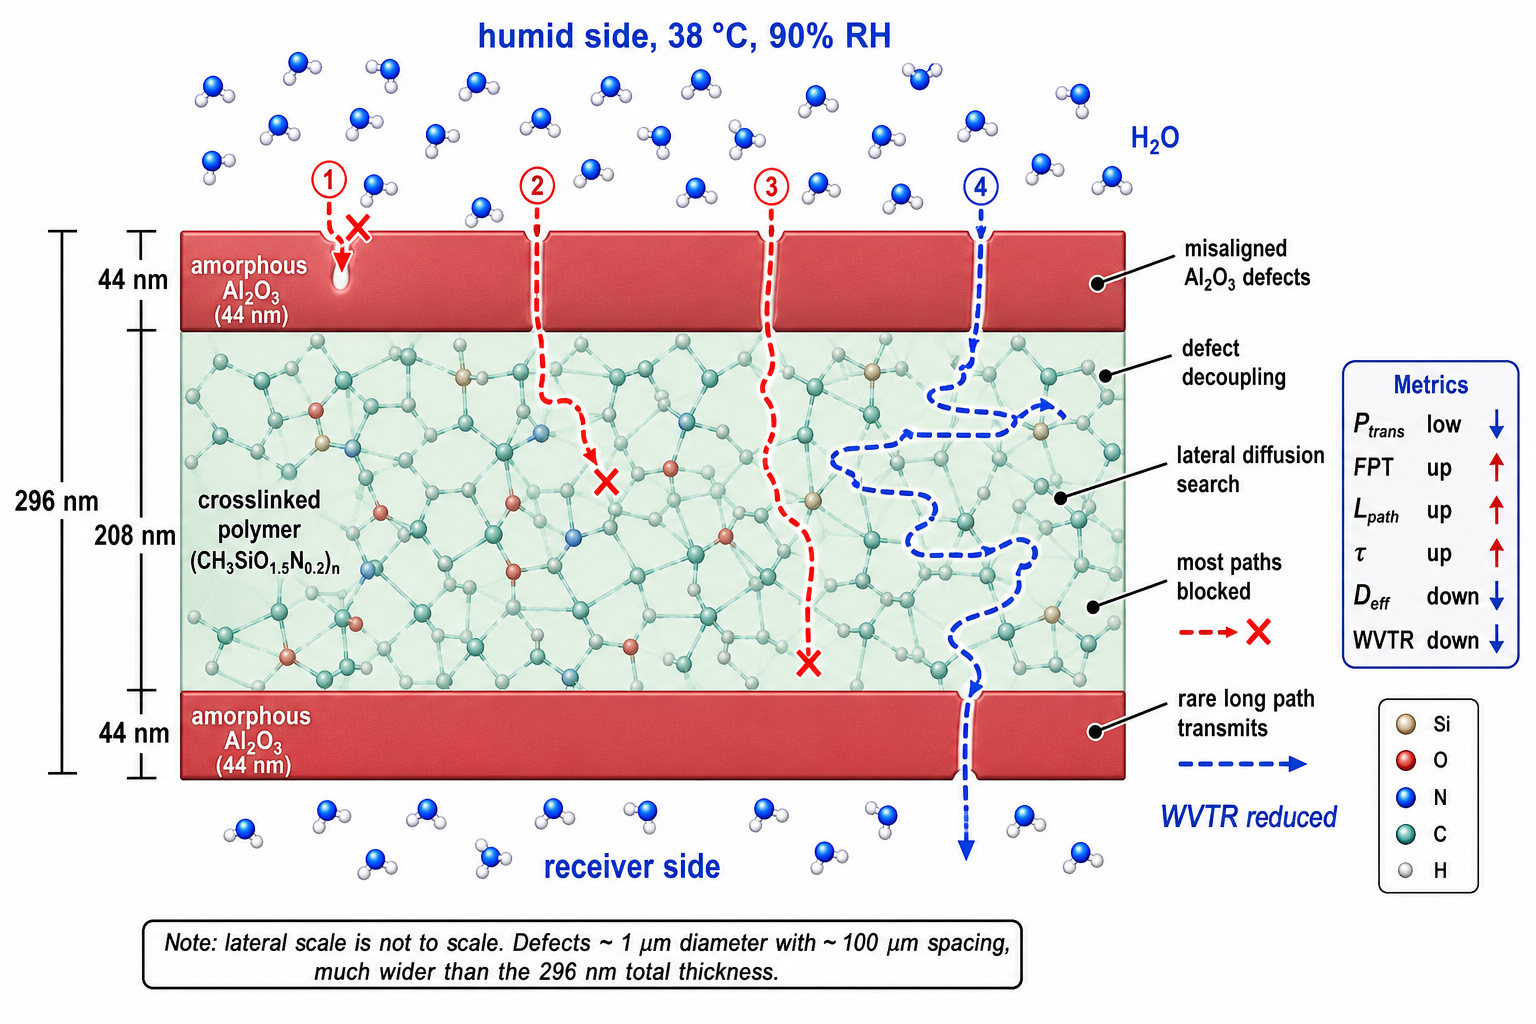 humid side, 38 °C, 90% RH
H₂O
1
2
3
4
44 nm
amorphous
Al₂O₃
(44 nm)
misaligned
Al₂O₃ defects
defect
decoupling
lateral diffusion
search
most paths
blocked
rare long path
transmits
WVTR reduced
296 nm
208 nm
crosslinked
polymer
(CH₃SiO₁.₅N₀.₂)ₙ
44 nm
amorphous
Al₂O₃
(44 nm)
receiver side
Metrics
P_trans low ↓
FPT up ↑
L_path up ↑
τ up ↑
D_eff down ↓
WVTR down ↓
Si
O
N
C
H
Note: lateral scale is not to scale. Defects ~ 1 μm diameter with ~ 100 μm spacing,
much wider than the 296 nm total thickness.